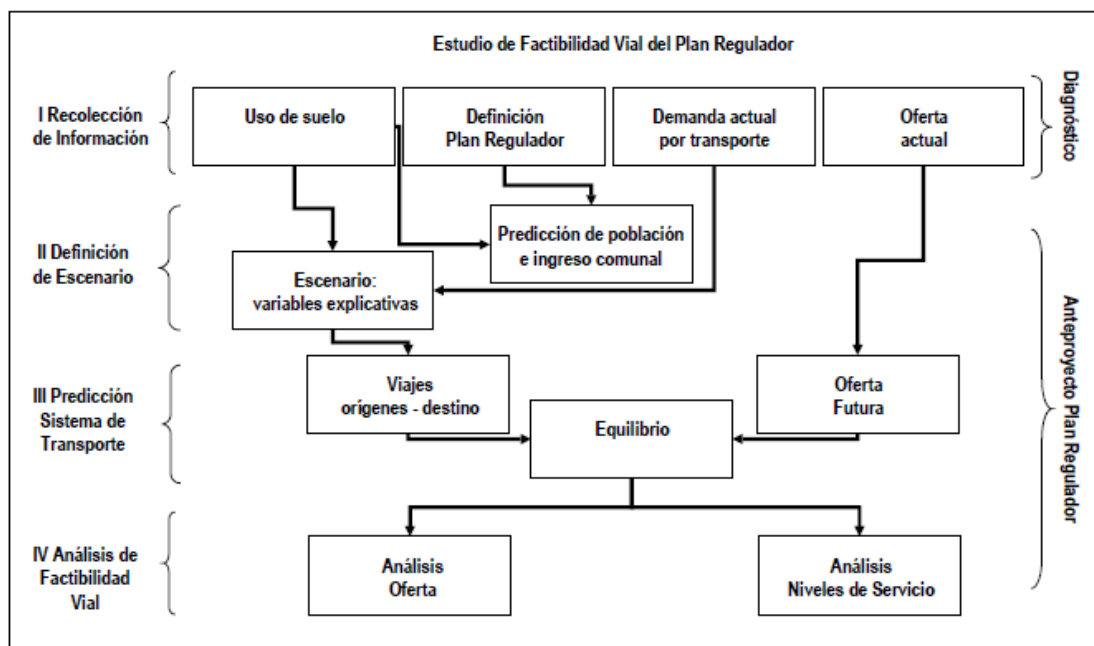 Estudio de Factibilidad Vial del Plan Regulador
I Recolección
de Información
Uso de suelo
Definición
Plan Regulador
Demanda actual
por transporte
Oferta
actual
Diagnóstico
II Definición
de Escenario
Predicción de población
e ingreso comunal
Escenario:
variables explicativas
Anteproyecto Plan Regulador
III Predicción
Sistema de
Transporte
Viajes
orígenes - destino
Equilibrio
Oferta
Futura
IV Análisis de
Factibilidad
Vial
Análisis
Oferta
Análisis
Niveles de Servicio